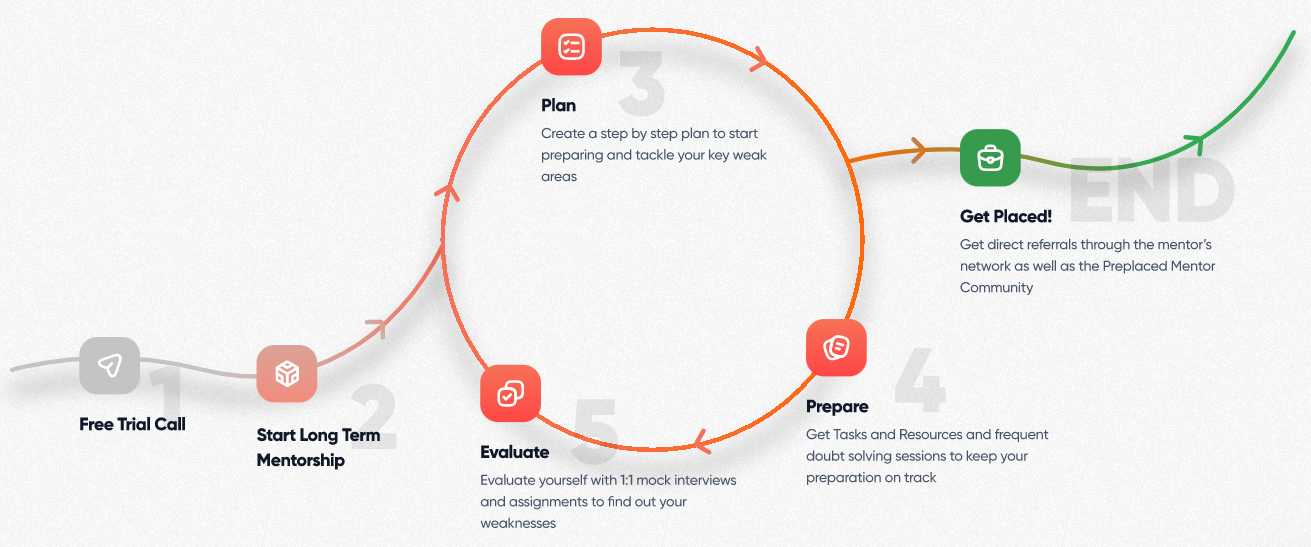 1
Free Trial Call
2
Start Long Term
Mentorship
3
Plan
Create a step by step plan to start
preparing and tackle your key weak
areas
4
Prepare
Get Tasks and Resources and frequent
doubt solving sessions to keep your
preparation on track
5
Evaluate
Evaluate yourself with 1:1 mock interviews
and assignments to find out your
weaknesses
END
Get Placed!
Get direct referrals through the mentor's
network as well as the Preplaced Mentor
Community